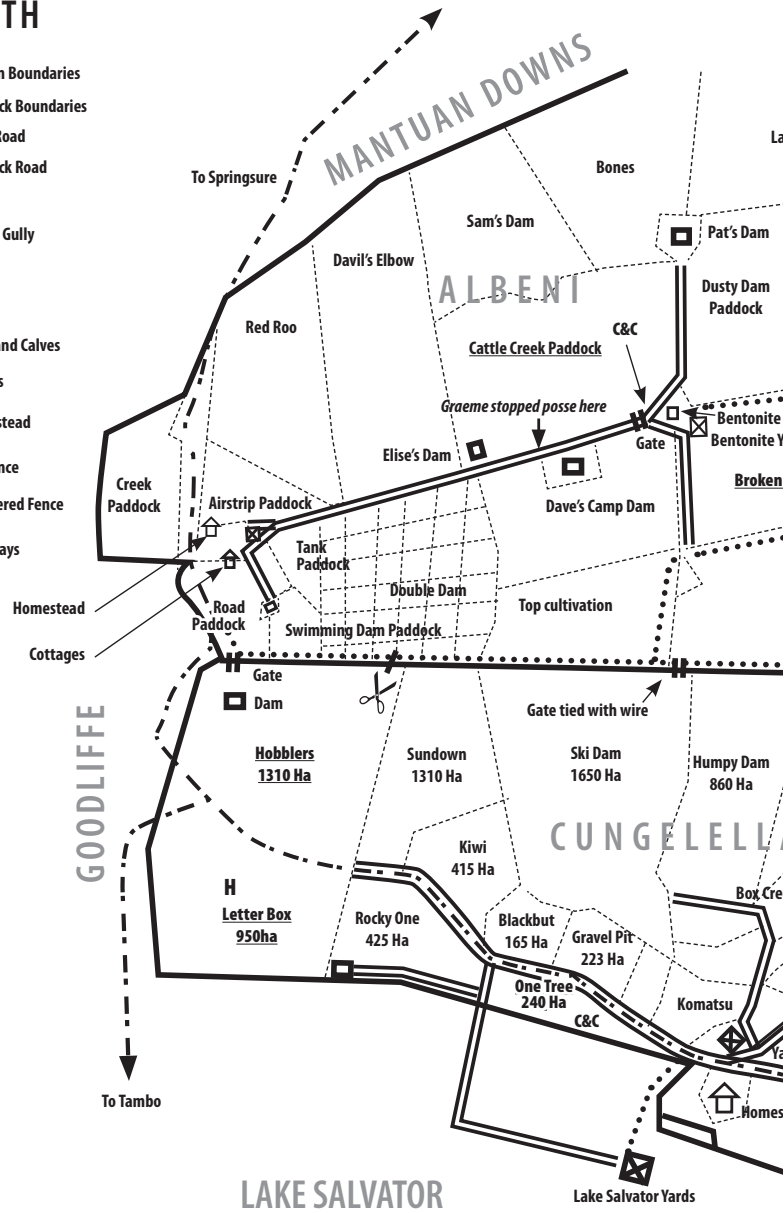 TH
n Boundaries
ck Boundaries
Road
ck Road
Gully
nd Calves
s
stead
nce
ered Fence
ays
MANTUAN DOWNS
To Springsure
Bones
La
Sam's Dam
Pat's Dam
Davil's Elbow
ALBENI
Dusty Dam
Paddock
Red Roo
C&C
Cattle Creek Paddock
Graeme stopped posse here
Bentonite
Bentonite Y
Gate
Elise's Dam
Broken
Creek
Paddock
Airstrip Paddock
Dave's Camp Dam
Tank
Paddock
Double Dam
Top cultivation
Homestead
Road
Paddock
Swimming Dam Paddock
Cottages
Gate
Dam
Gate tied with wire
GOODLIFFE
Hobblers
1310 Ha
Sundown
1310 Ha
Ski Dam
1650 Ha
Humpy Dam
860 Ha
CUNGELELLA
Kiwi
415 Ha
H
Letter Box
950ha
Rocky One
425 Ha
Blackbut
165 Ha
Gravel Pit
223 Ha
Box Cre
One Tree
240 Ha
C&C
Komatsu
Ya
To Tambo
Homes
LAKE SALVATOR
Lake Salvator Yards